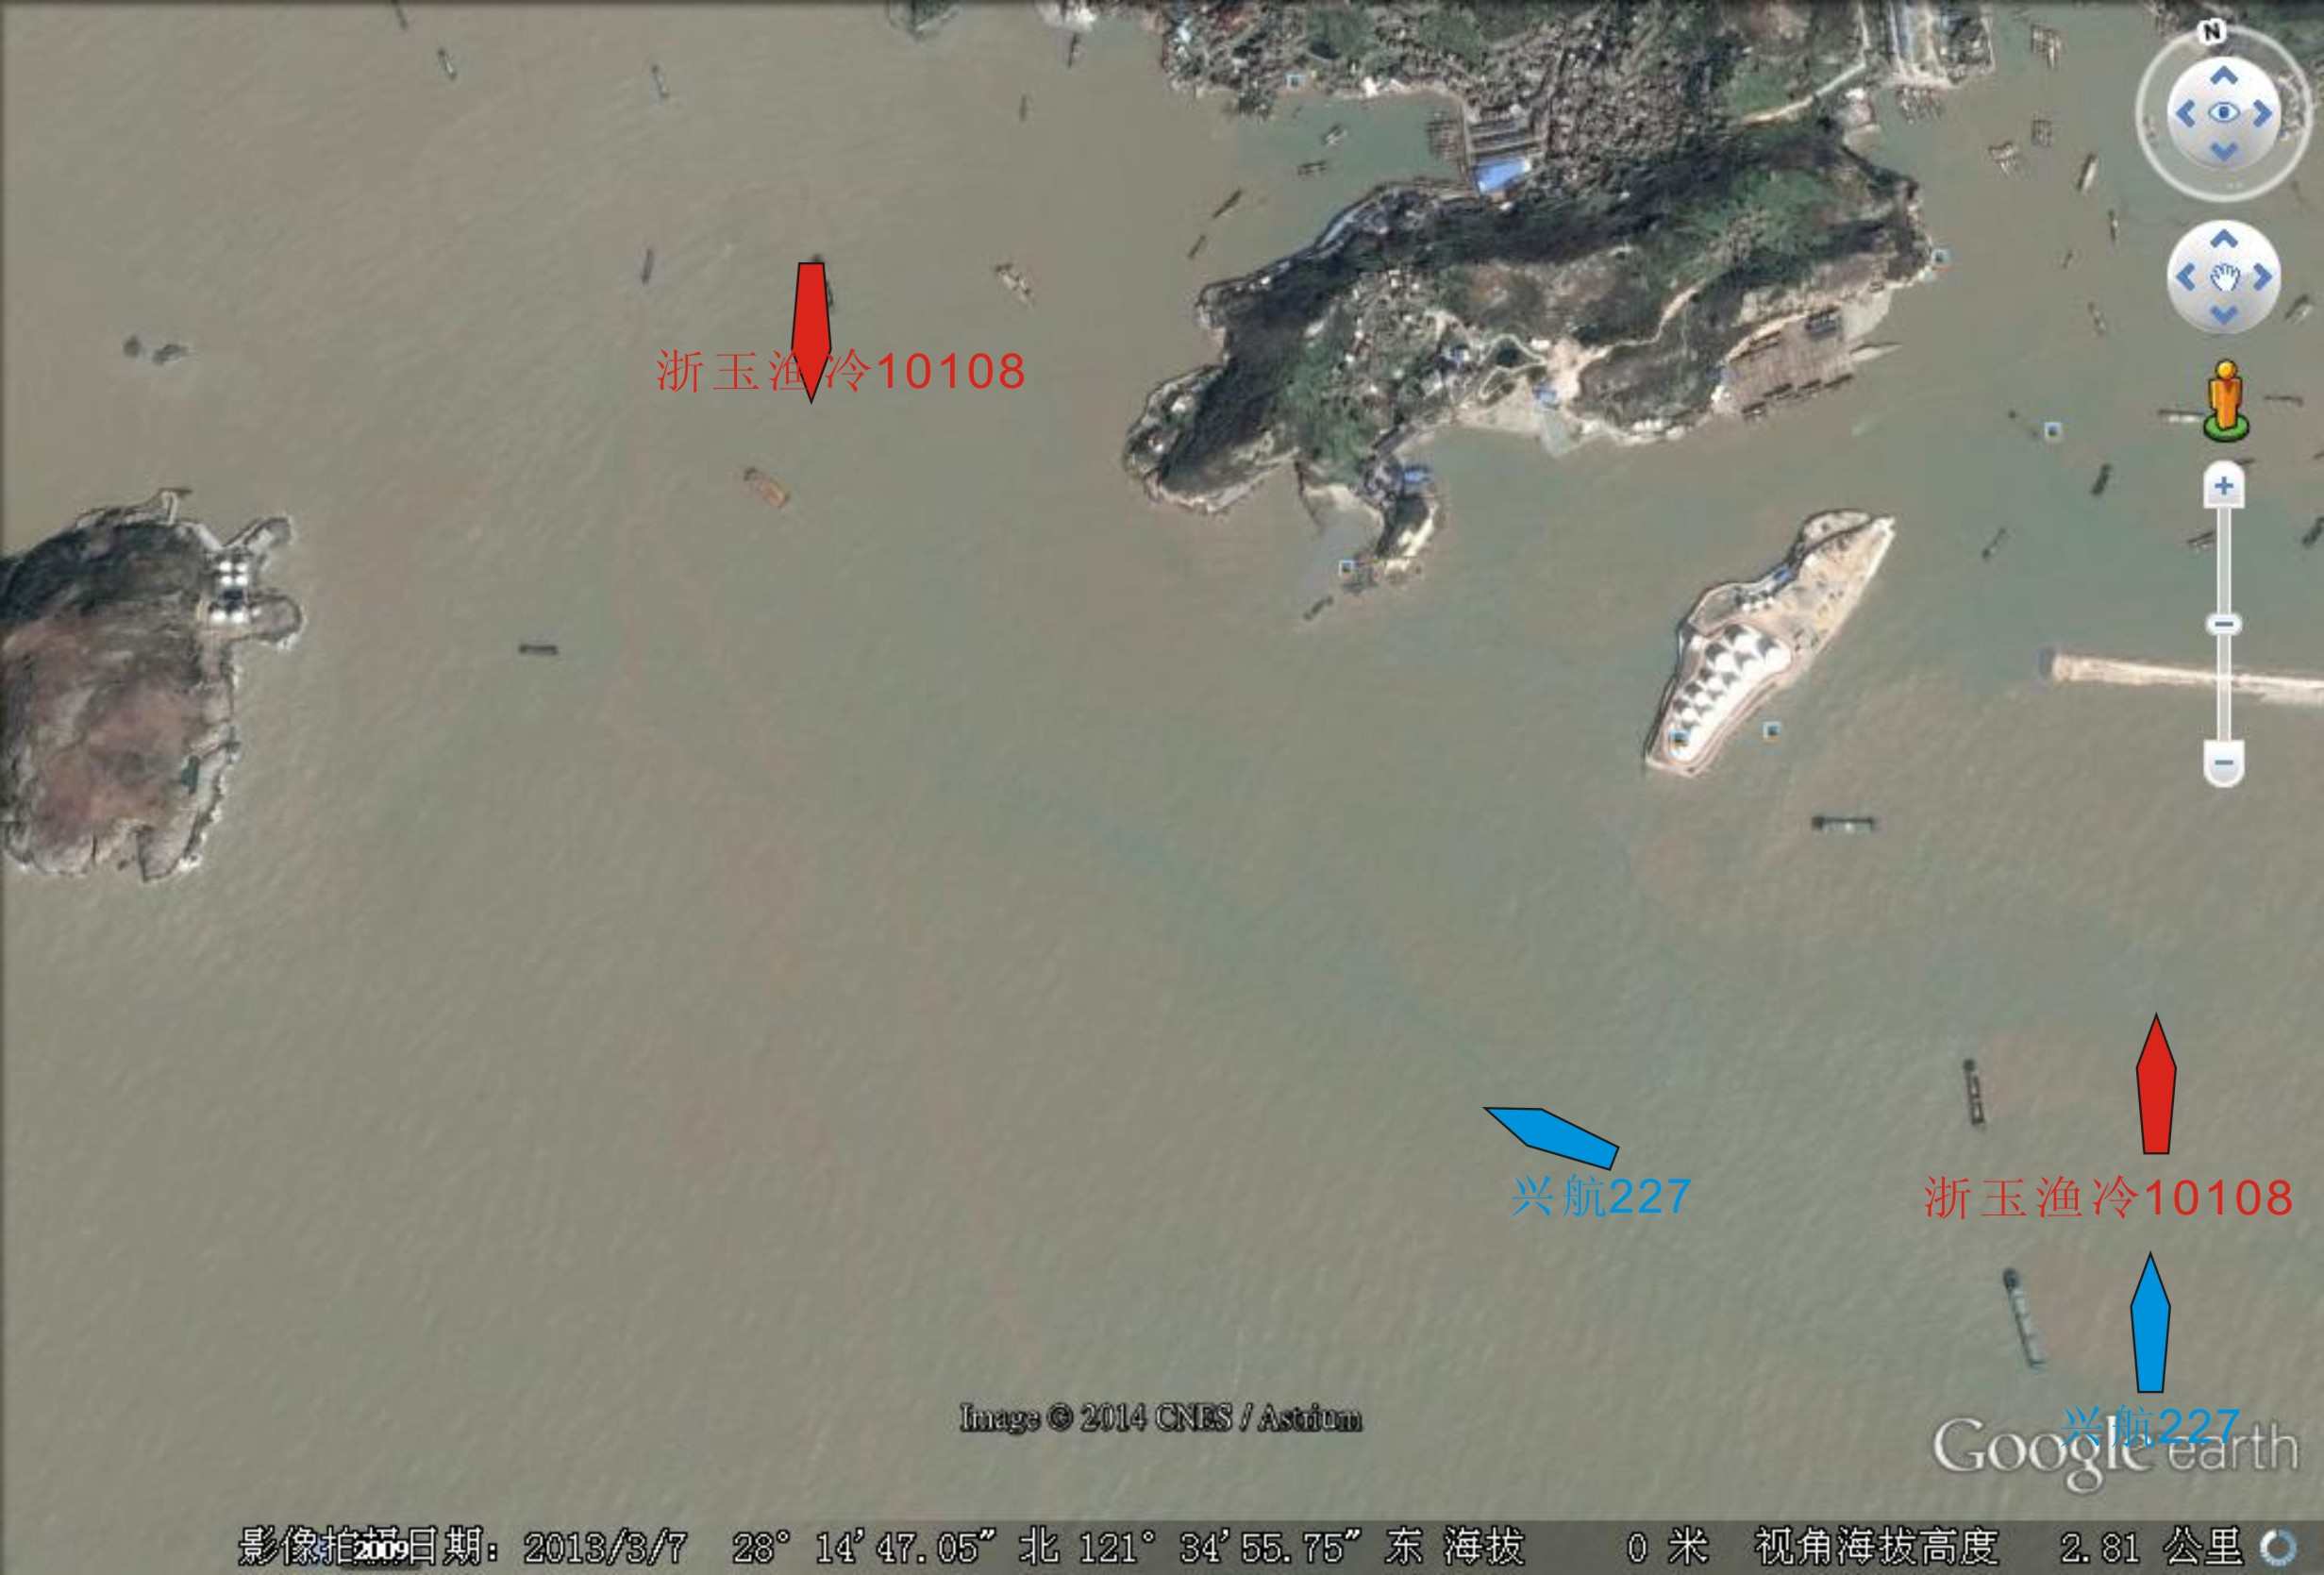 N
浙玉渔冷10108
兴航227
浙玉渔冷10108
兴航227
Image © 2014 CNES / Astrium
Google earth
影像拍摄日期: 2013/3/7 28° 14′47.05″ 北 121° 34′55.75″ 东 海拔 0 米 视角海拔高度 2.81 公里
2009